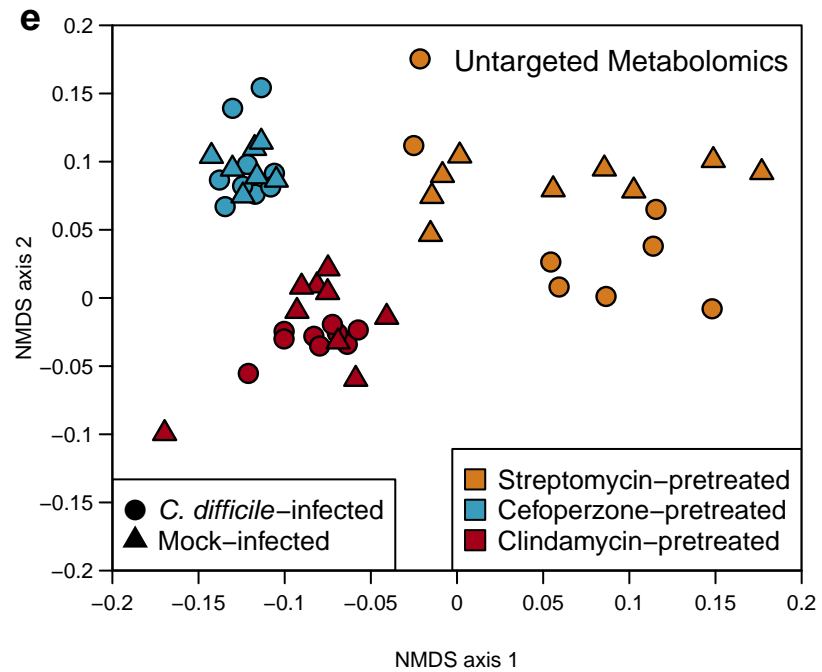 e
Untargeted Metabolomics
0.2
0.15
0.1
0.05
0
−0.05
−0.1
−0.15
−0.2
NMDS axis 2
C. difficile−infected
Mock−infected
Streptomycin−pretreated
Cefoperzone−pretreated
Clindamycin−pretreated
−0.2 −0.15 −0.1 −0.05 0 0.05 0.1 0.15 0.2
NMDS axis 1